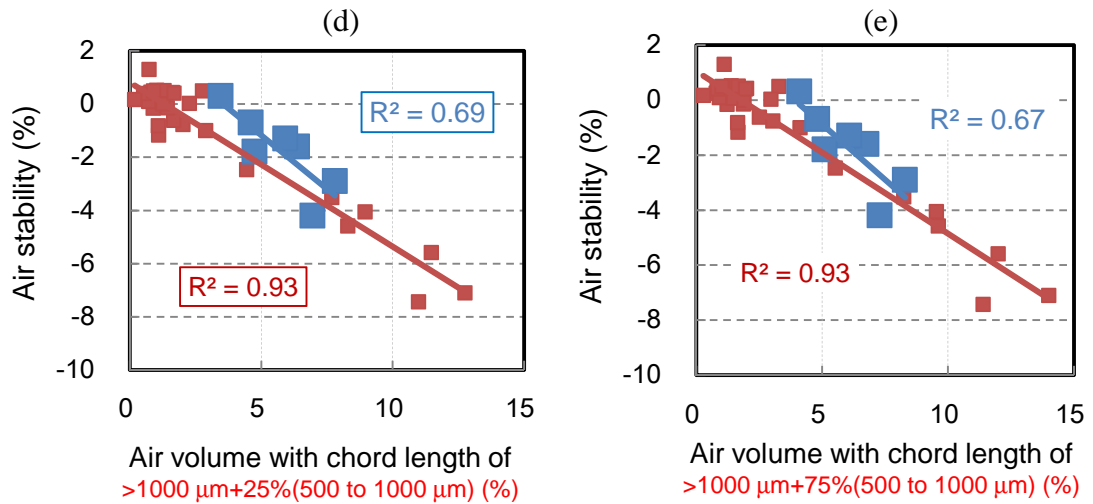 (d)
Air stability (%)
2
0
-2
-4
-6
-8
-10
R² = 0.69
R² = 0.93
0 5 10 15
Air volume with chord length of
>1000 µm+25%(500 to 1000 µm) (%)
(e)
Air stability (%)
2
0
-2
-4
-6
-8
-10
R² = 0.67
R² = 0.93
0 5 10 15
Air volume with chord length of
>1000 µm+75%(500 to 1000 µm) (%)